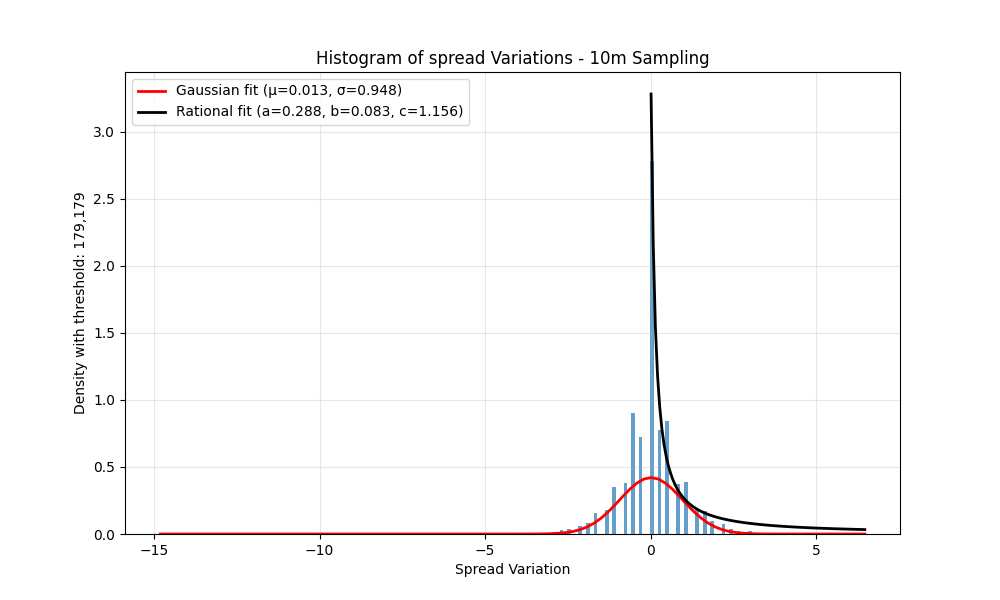 Histogram of spread Variations - 10m Sampling
Gaussian fit (μ=0.013, σ=0.948)
Rational fit (a=0.288, b=0.083, c=1.156)
Density with threshold: 179,179
3.0
2.5
2.0
1.5
1.0
0.5
0.0
−15
−10
−5
0
5
Spread Variation